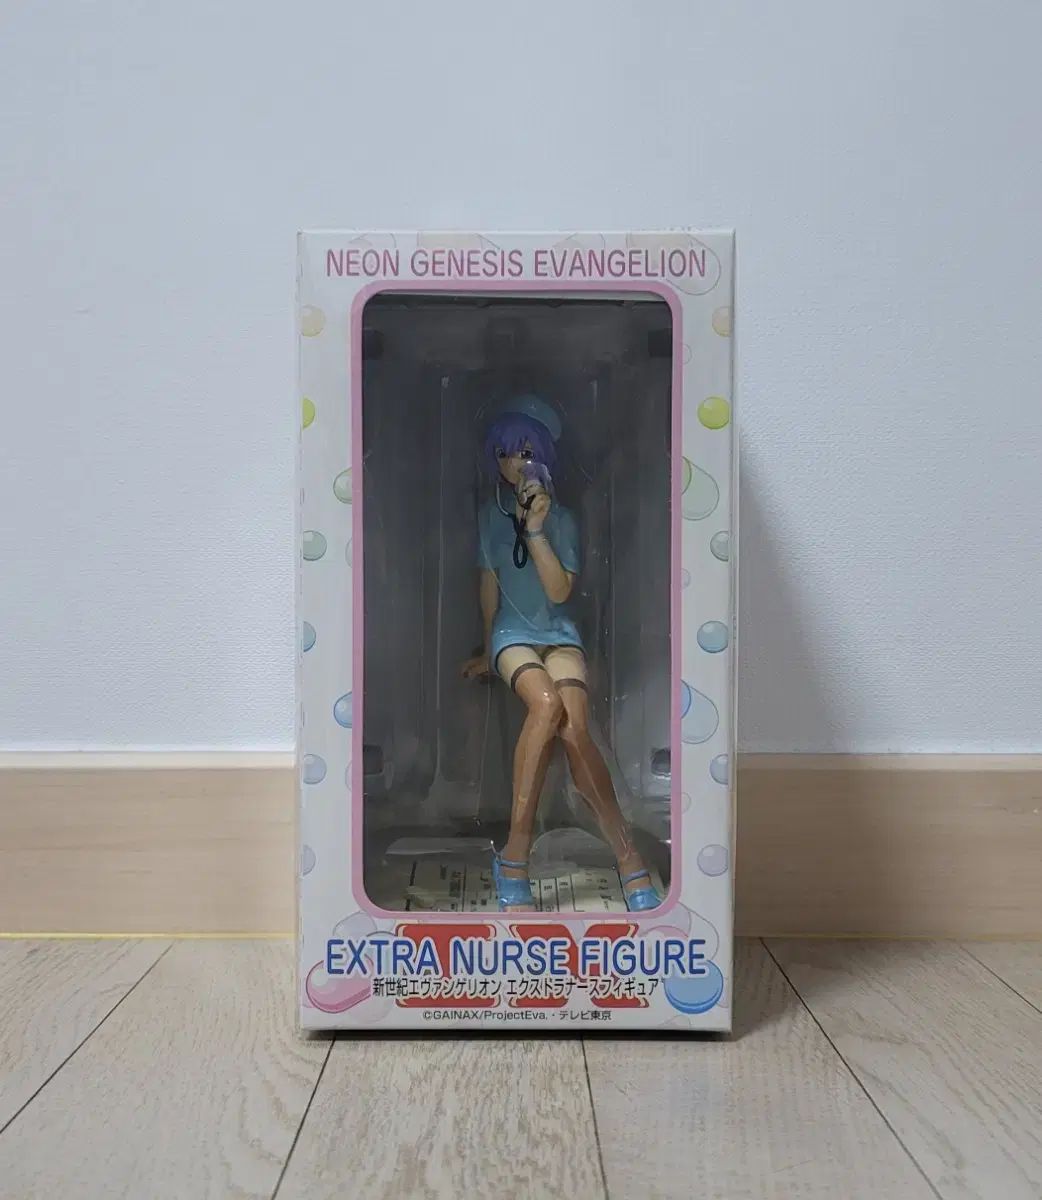 NEON GENESIS EVANGELION
EXTRA NURSE FIGURE
新世紀エヴァンゲリオン エクストラナースフィギュア
©GAINAX/ProjectEva.・テレビ東京